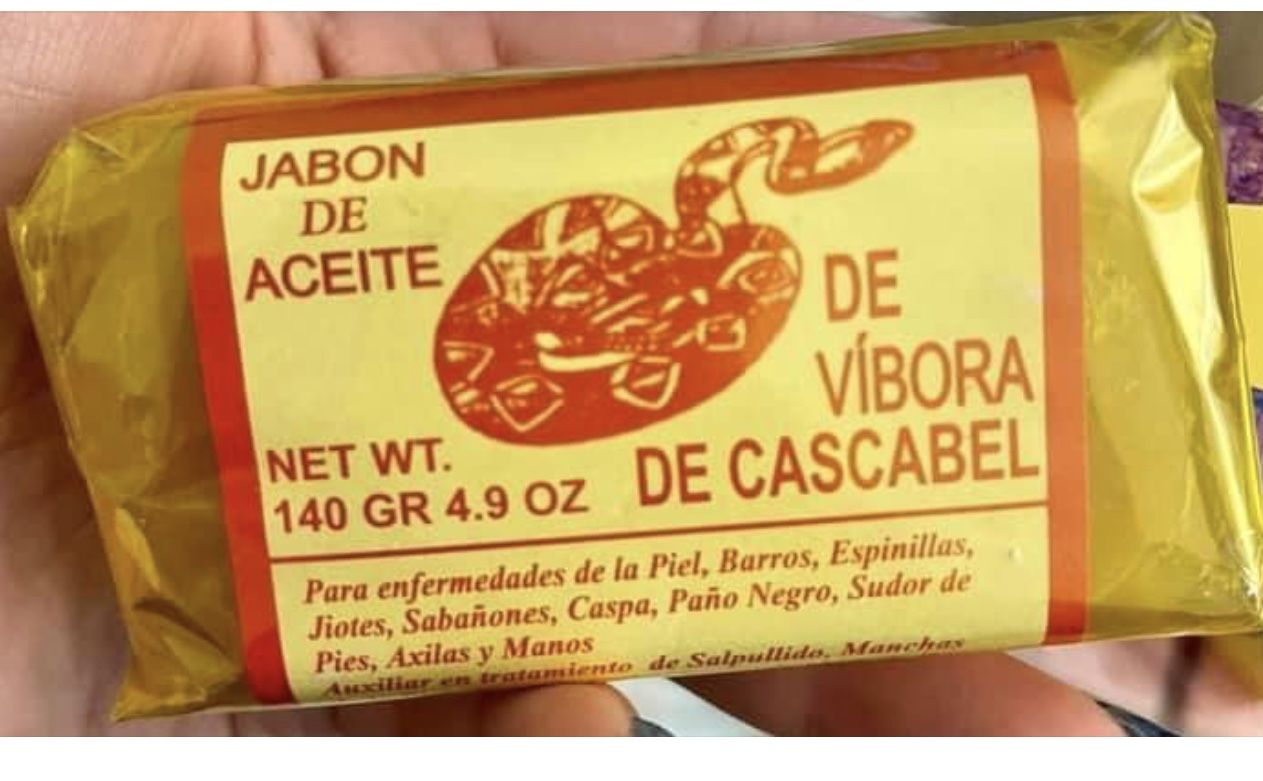 JABON
DE
ACEITE
DE
VÍBORA
DE CASCABEL
NET WT.
140 GR 4.9 OZ
Para enfermedades de la Piel, Barros, Espinillas,
Jiotes, Sabañones, Caspa, Paño Negro, Sudor de
Pies, Axilas y Manos
Auxiliar en tratamiento de Salpullido, Manchas